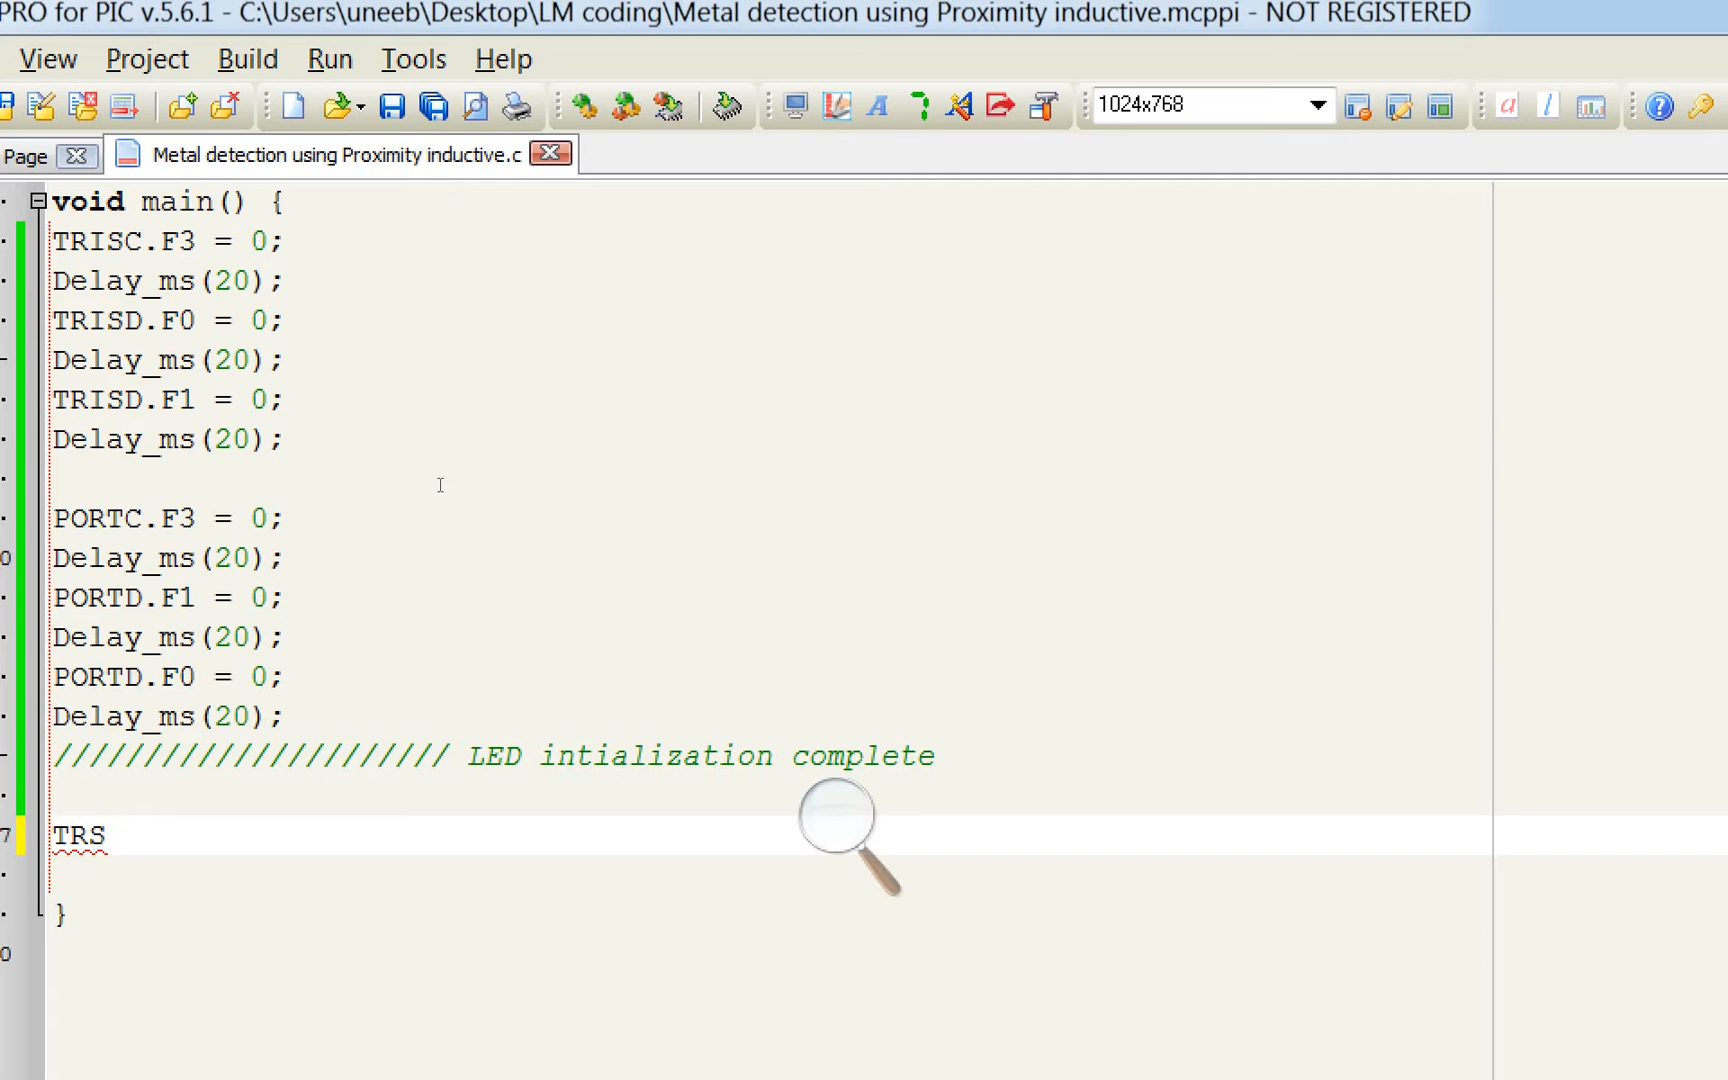 PRO for PIC v.5.6.1 - C:\Users\uneeb\Desktop\LM coding\Metal detection using Proximity inductive.mcppi - NOT REGISTERED
View Project Build Run Tools Help
1024x768
Page Metal detection using Proximity inductive.c
void main() {
TRISC.F3 = 0;
Delay_ms(20);
TRISD.F0 = 0;
Delay_ms(20);
TRISD.F1 = 0;
Delay_ms(20);
PORTC.F3 = 0;
0 Delay_ms(20);
PORTD.F1 = 0;
Delay_ms(20);
PORTD.F0 = 0;
Delay_ms(20);
////////////////////// LED intialization complete
7 TRS
}
0